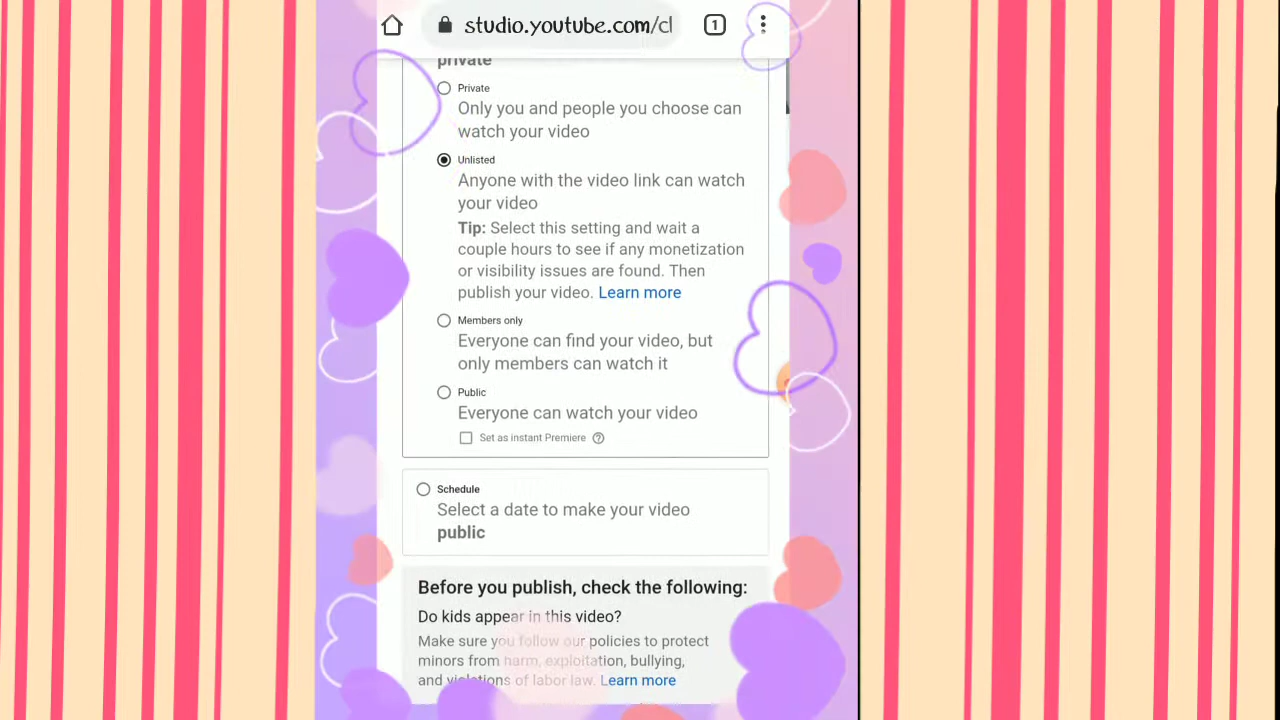 studio.youtube.com/cl
1
private
Private
Only you and people you choose can
watch your video
Unlisted
Anyone with the video link can watch
your video
Tip: Select this setting and wait a
couple hours to see if any monetization
or visibility issues are found. Then
publish your video. Learn more
Members only
Everyone can find your video, but
only members can watch it
Public
Everyone can watch your video
Set as instant Premiere ?
Schedule
Select a date to make your video
public
Before you publish, check the following:
Do kids appear in this video?
Make sure you follow our policies to protect
minors from harm, exploitation, bullying,
and violations of labor law. Learn more